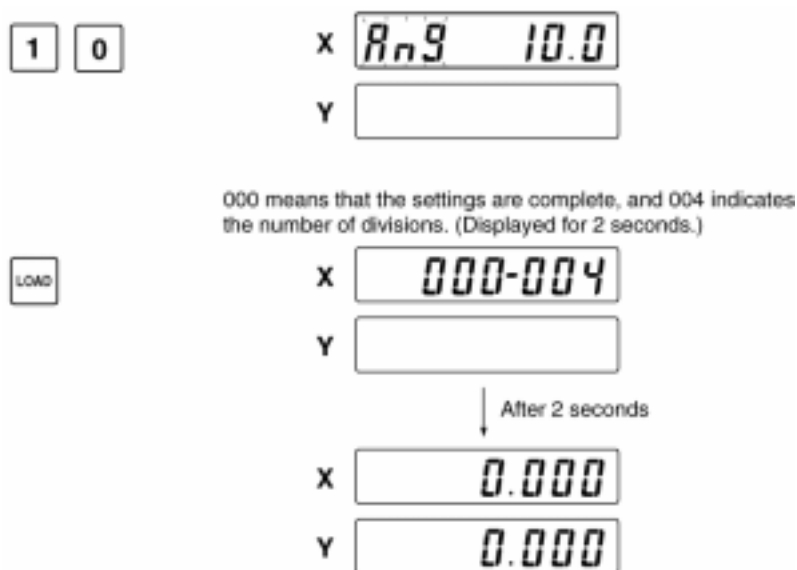 1 0 X Ang 10.0
Y
000 means that the settings are complete, and 004 indicates
the number of divisions. (Displayed for 2 seconds.)
LOAD X 000-004
Y
After 2 seconds
X 0.000
Y 0.000